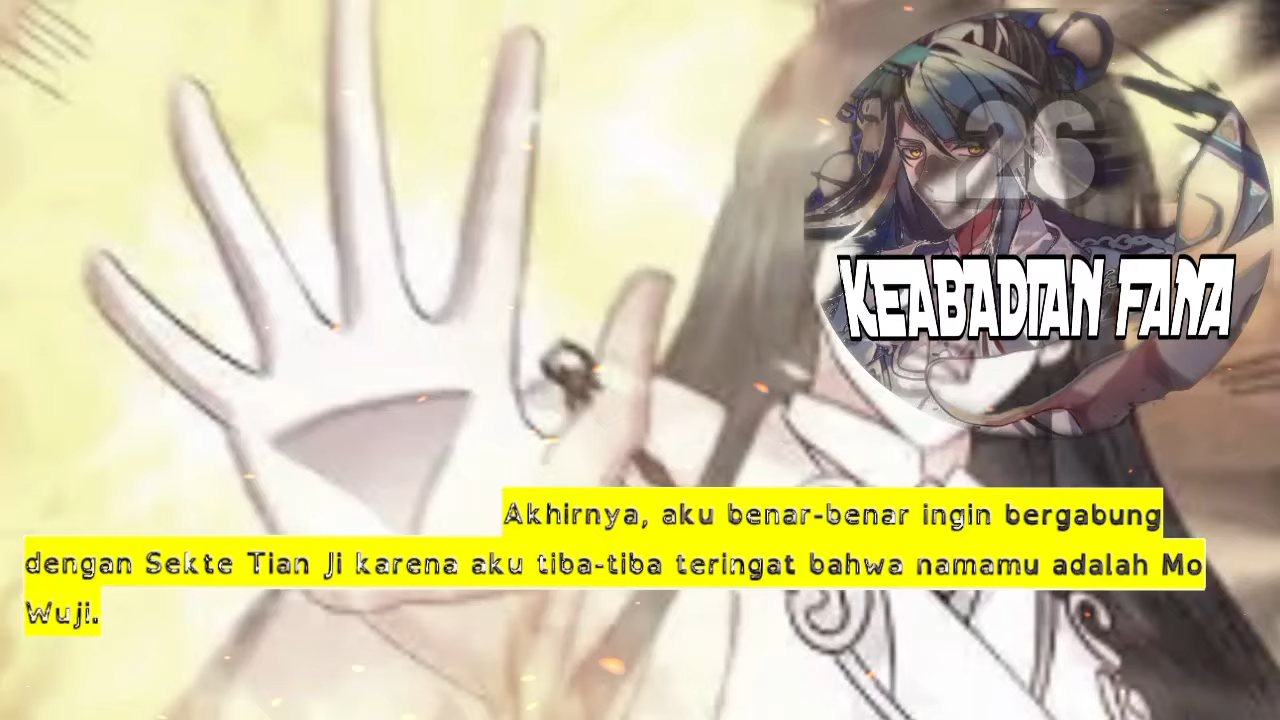 26
KEABADIAN FANA
Akhirnya, aku benar-benar ingin bergabung
dengan Sekte Tian Ji karena aku tiba-tiba teringat bahwa namamu adalah Mo
Wuji.